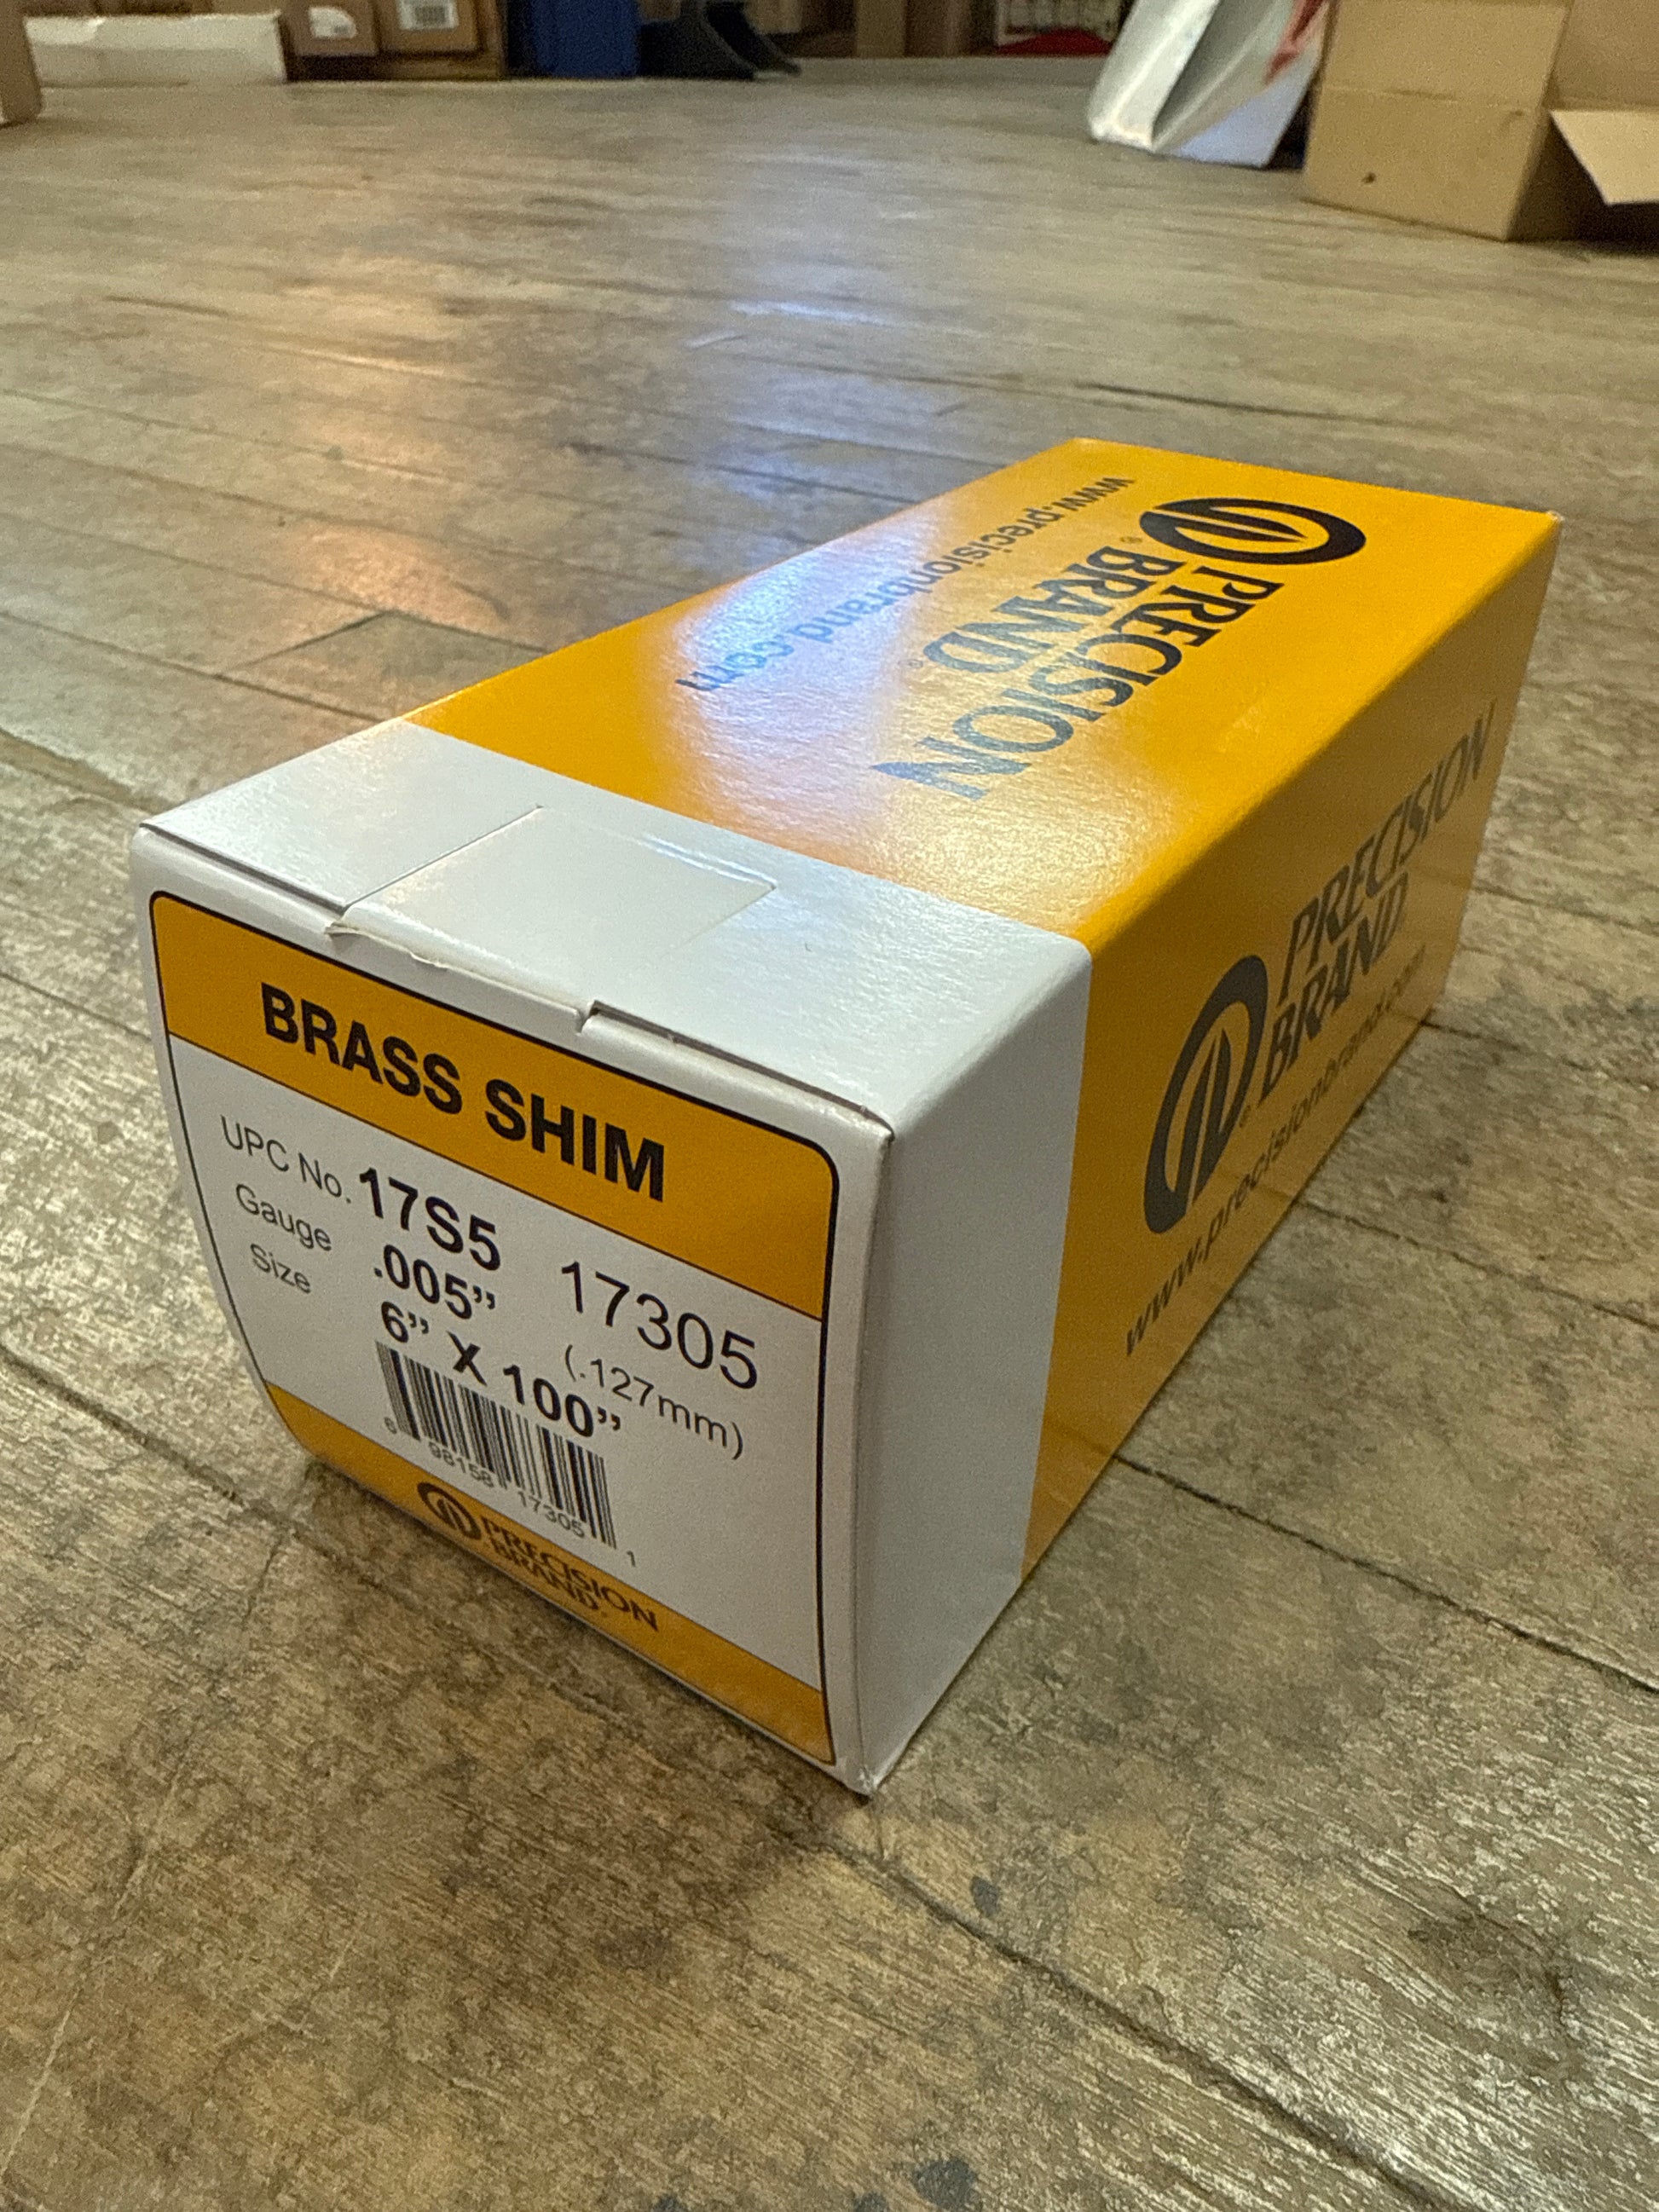 BRASS SHIM
UPC No. 17S5 17305
Gauge .005” (.127mm)
Size 6” X 100”
6 98158 17305 1
PRECISION
BRAND®
PRECISION
BRAND®
www.precisionbrand.com
PRECISION
BRAND®
www.precisionbrand.com